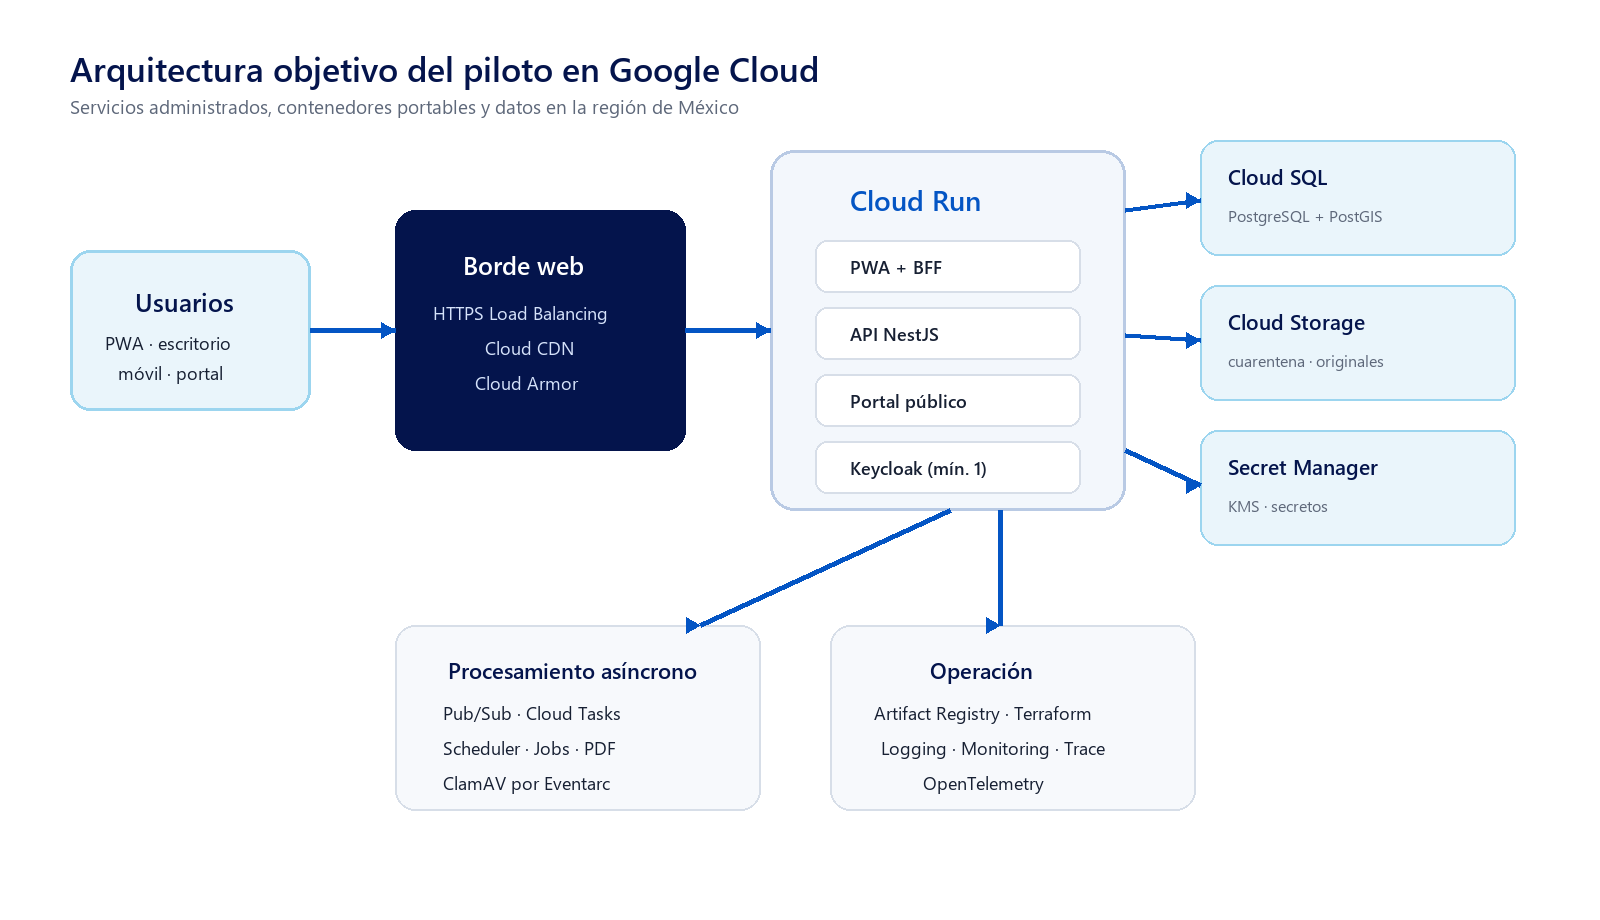 Arquitectura objetivo del piloto en Google Cloud
Servicios administrados, contenedores portables y datos en la región de México
Usuarios
PWA · escritorio
móvil · portal
Borde web
HTTPS Load Balancing
Cloud CDN
Cloud Armor
Cloud Run
PWA + BFF
API NestJS
Portal público
Keycloak (mín. 1)
Cloud SQL
PostgreSQL + PostGIS
Cloud Storage
cuarentena · originales
Secret Manager
KMS · secretos
Procesamiento asíncrono
Pub/Sub · Cloud Tasks
Scheduler · Jobs · PDF
ClamAV por Eventarc
Operación
Artifact Registry · Terraform
Logging · Monitoring · Trace
OpenTelemetry